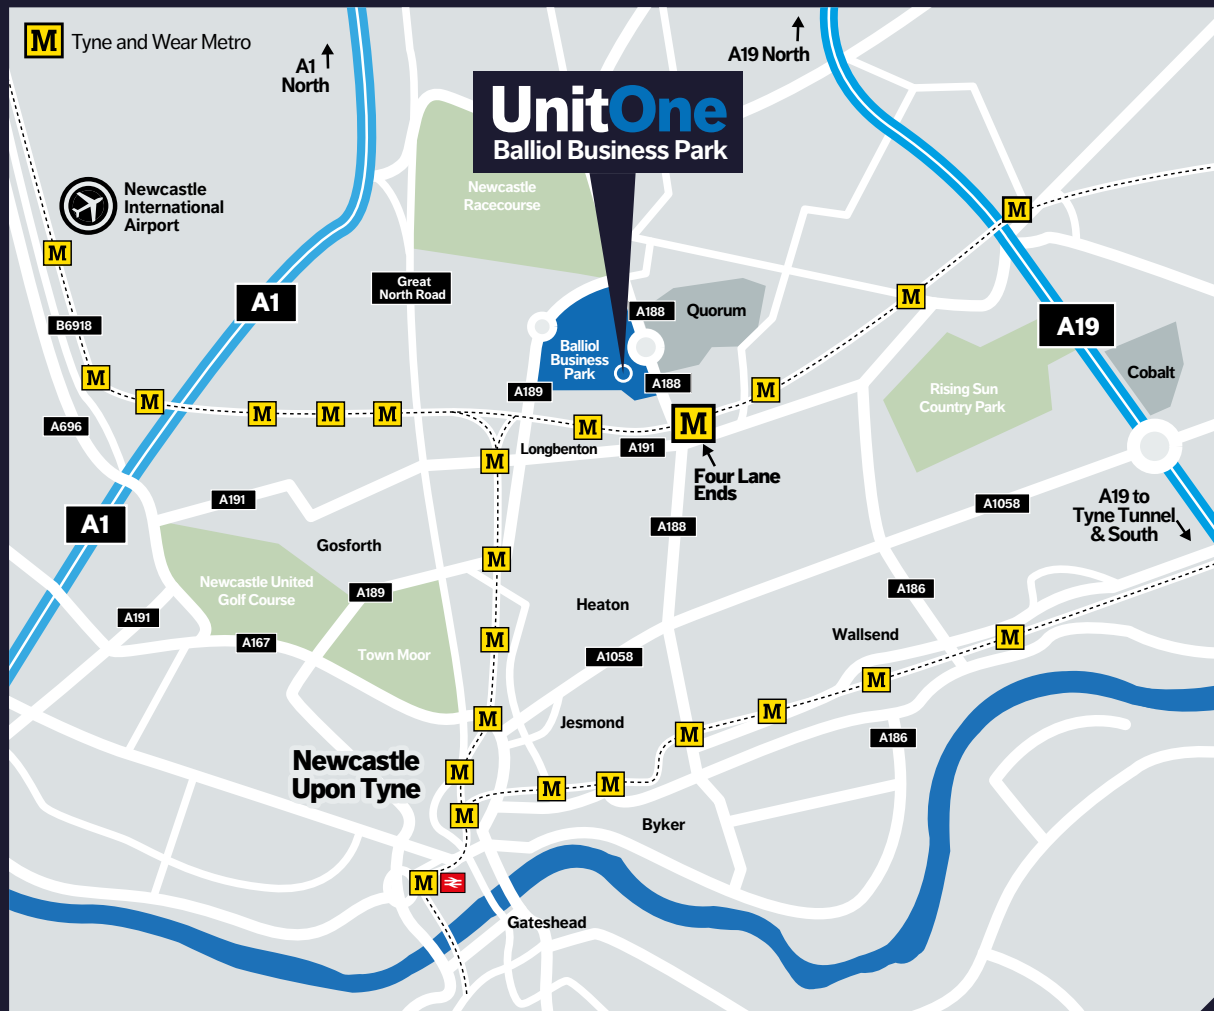 M Tyne and Wear Metro
A1
North
A19 North
UnitOne
Balliol Business Park
Newcastle
Racecourse
Newcastle
International
Airport
M
M
M
A1
Great
North Road
A188
Quorum
B6918
A19
Balliol
Business
Park
A188
Cobalt
M
M
M
M
M
M
A189
Rising Sun
Country Park
A696
M
M
A191
Longbenton
M
Four Lane
Ends
A191
A1
A188
A1058
A19 to
Tyne Tunnel
& South
Gosforth
M
Newcastle United
Golf Course
A189
A186
A191
Heaton
A167
Town Moor
M
A1058
Wallsend
M
M
M
Jesmond
M
M
A186
Newcastle
Upon Tyne
M
M
M
M
Byker
M
Gateshead